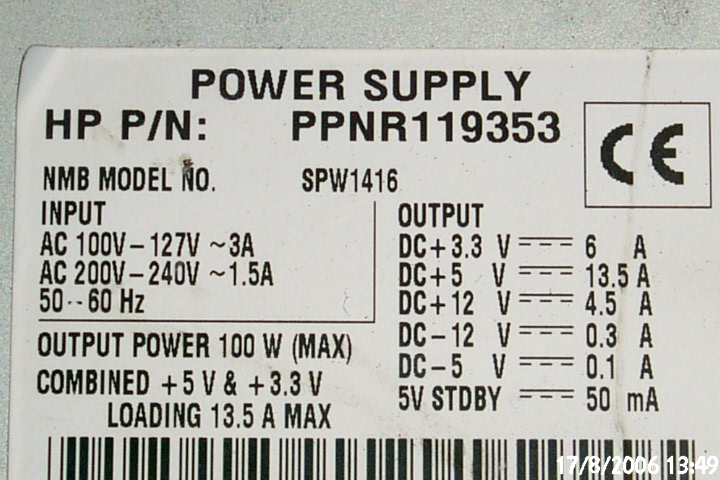 POWER SUPPLY
HP P/N: PPNR119353
CE
NMB MODEL NO. SPW1416
INPUT
AC 100V-127V ~3A
AC 200V-240V ~1.5A
50--60 Hz
OUTPUT POWER 100 W (MAX)
COMBINED +5 V & +3.3 V
LOADING 13.5 A MAX
OUTPUT
DC+3.3 V 6 A
DC+5 V 13.5 A
DC+12 V 4.5 A
DC-12 V 0.3 A
DC-5 V 0.1 A
5V STDBY 50 mA
17/8/2006 13:49